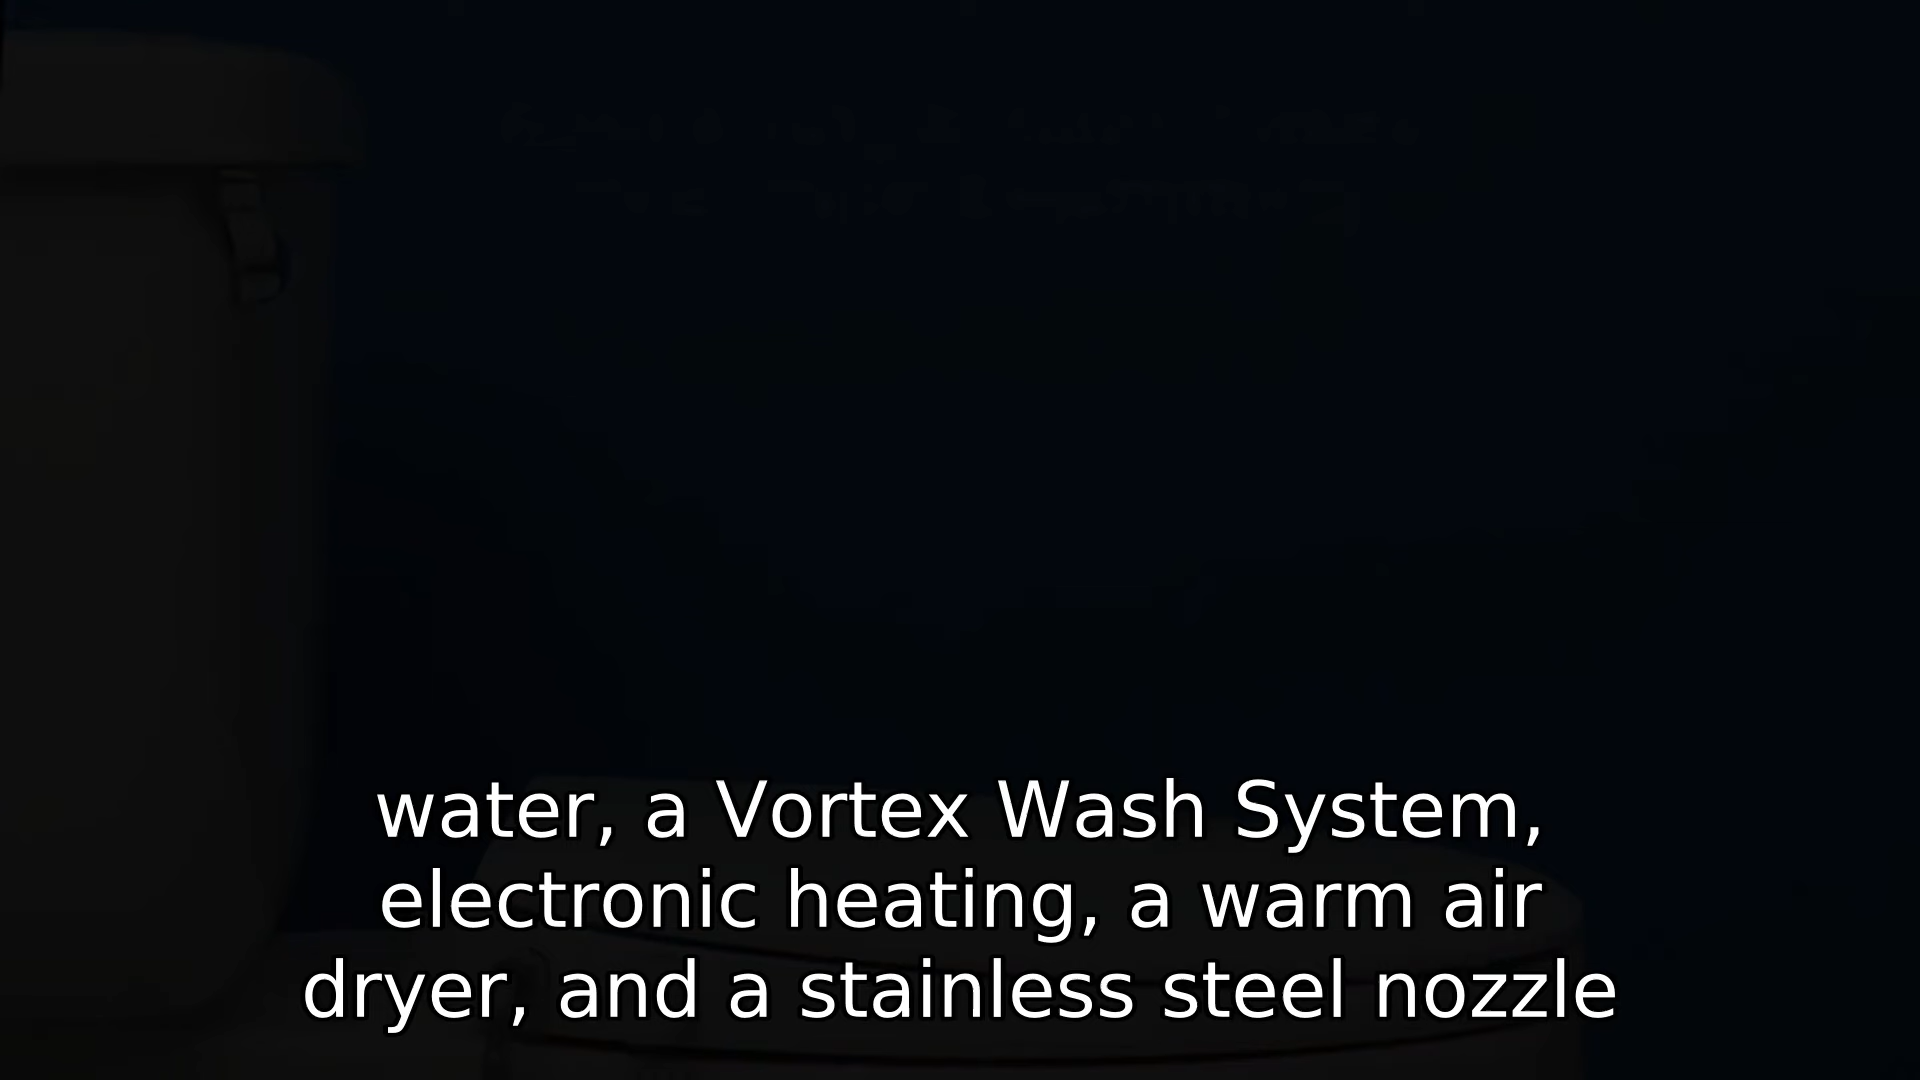 water, a Vortex Wash System,
electronic heating, a warm air
dryer, and a stainless steel nozzle